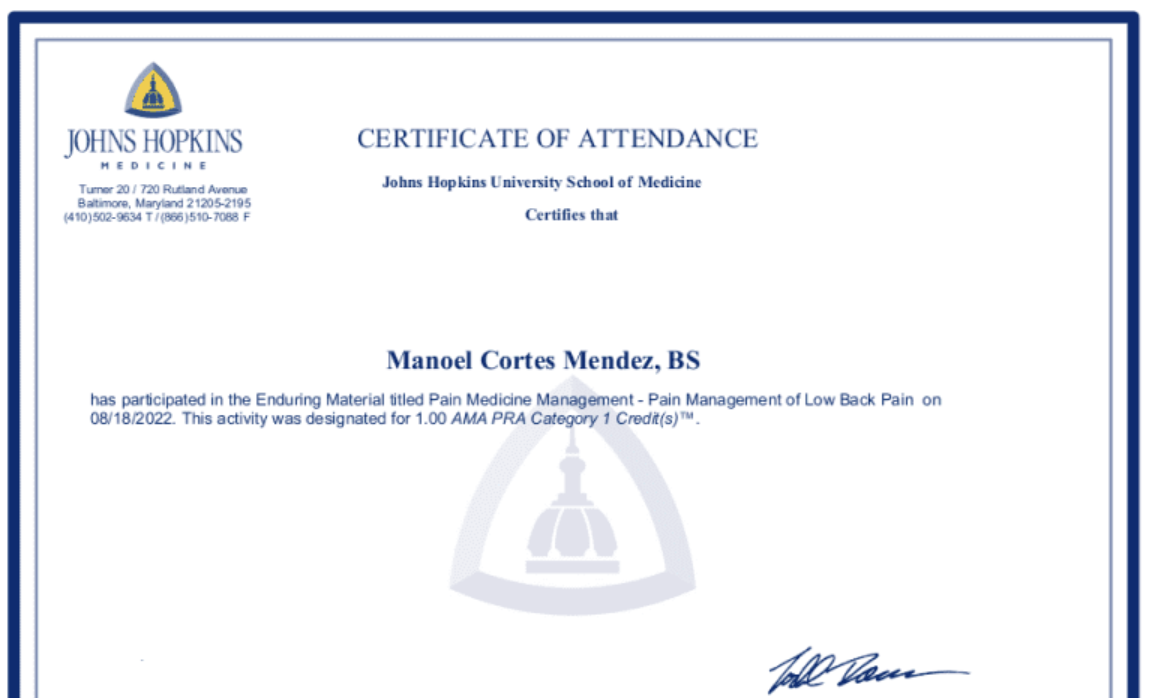 JOHNS HOPKINS
MEDICINE
Turner 20 / 720 Rutland Avenue
Baltimore, Maryland 21205-2195
(410)502-9634 T / (866)510-7088 F
CERTIFICATE OF ATTENDANCE
Johns Hopkins University School of Medicine
Certifies that
Manoel Cortes Mendez, BS
has participated in the Enduring Material titled Pain Medicine Management - Pain Management of Low Back Pain on
08/18/2022. This activity was designated for 1.00 AMA PRA Category 1 Credit(s)™.